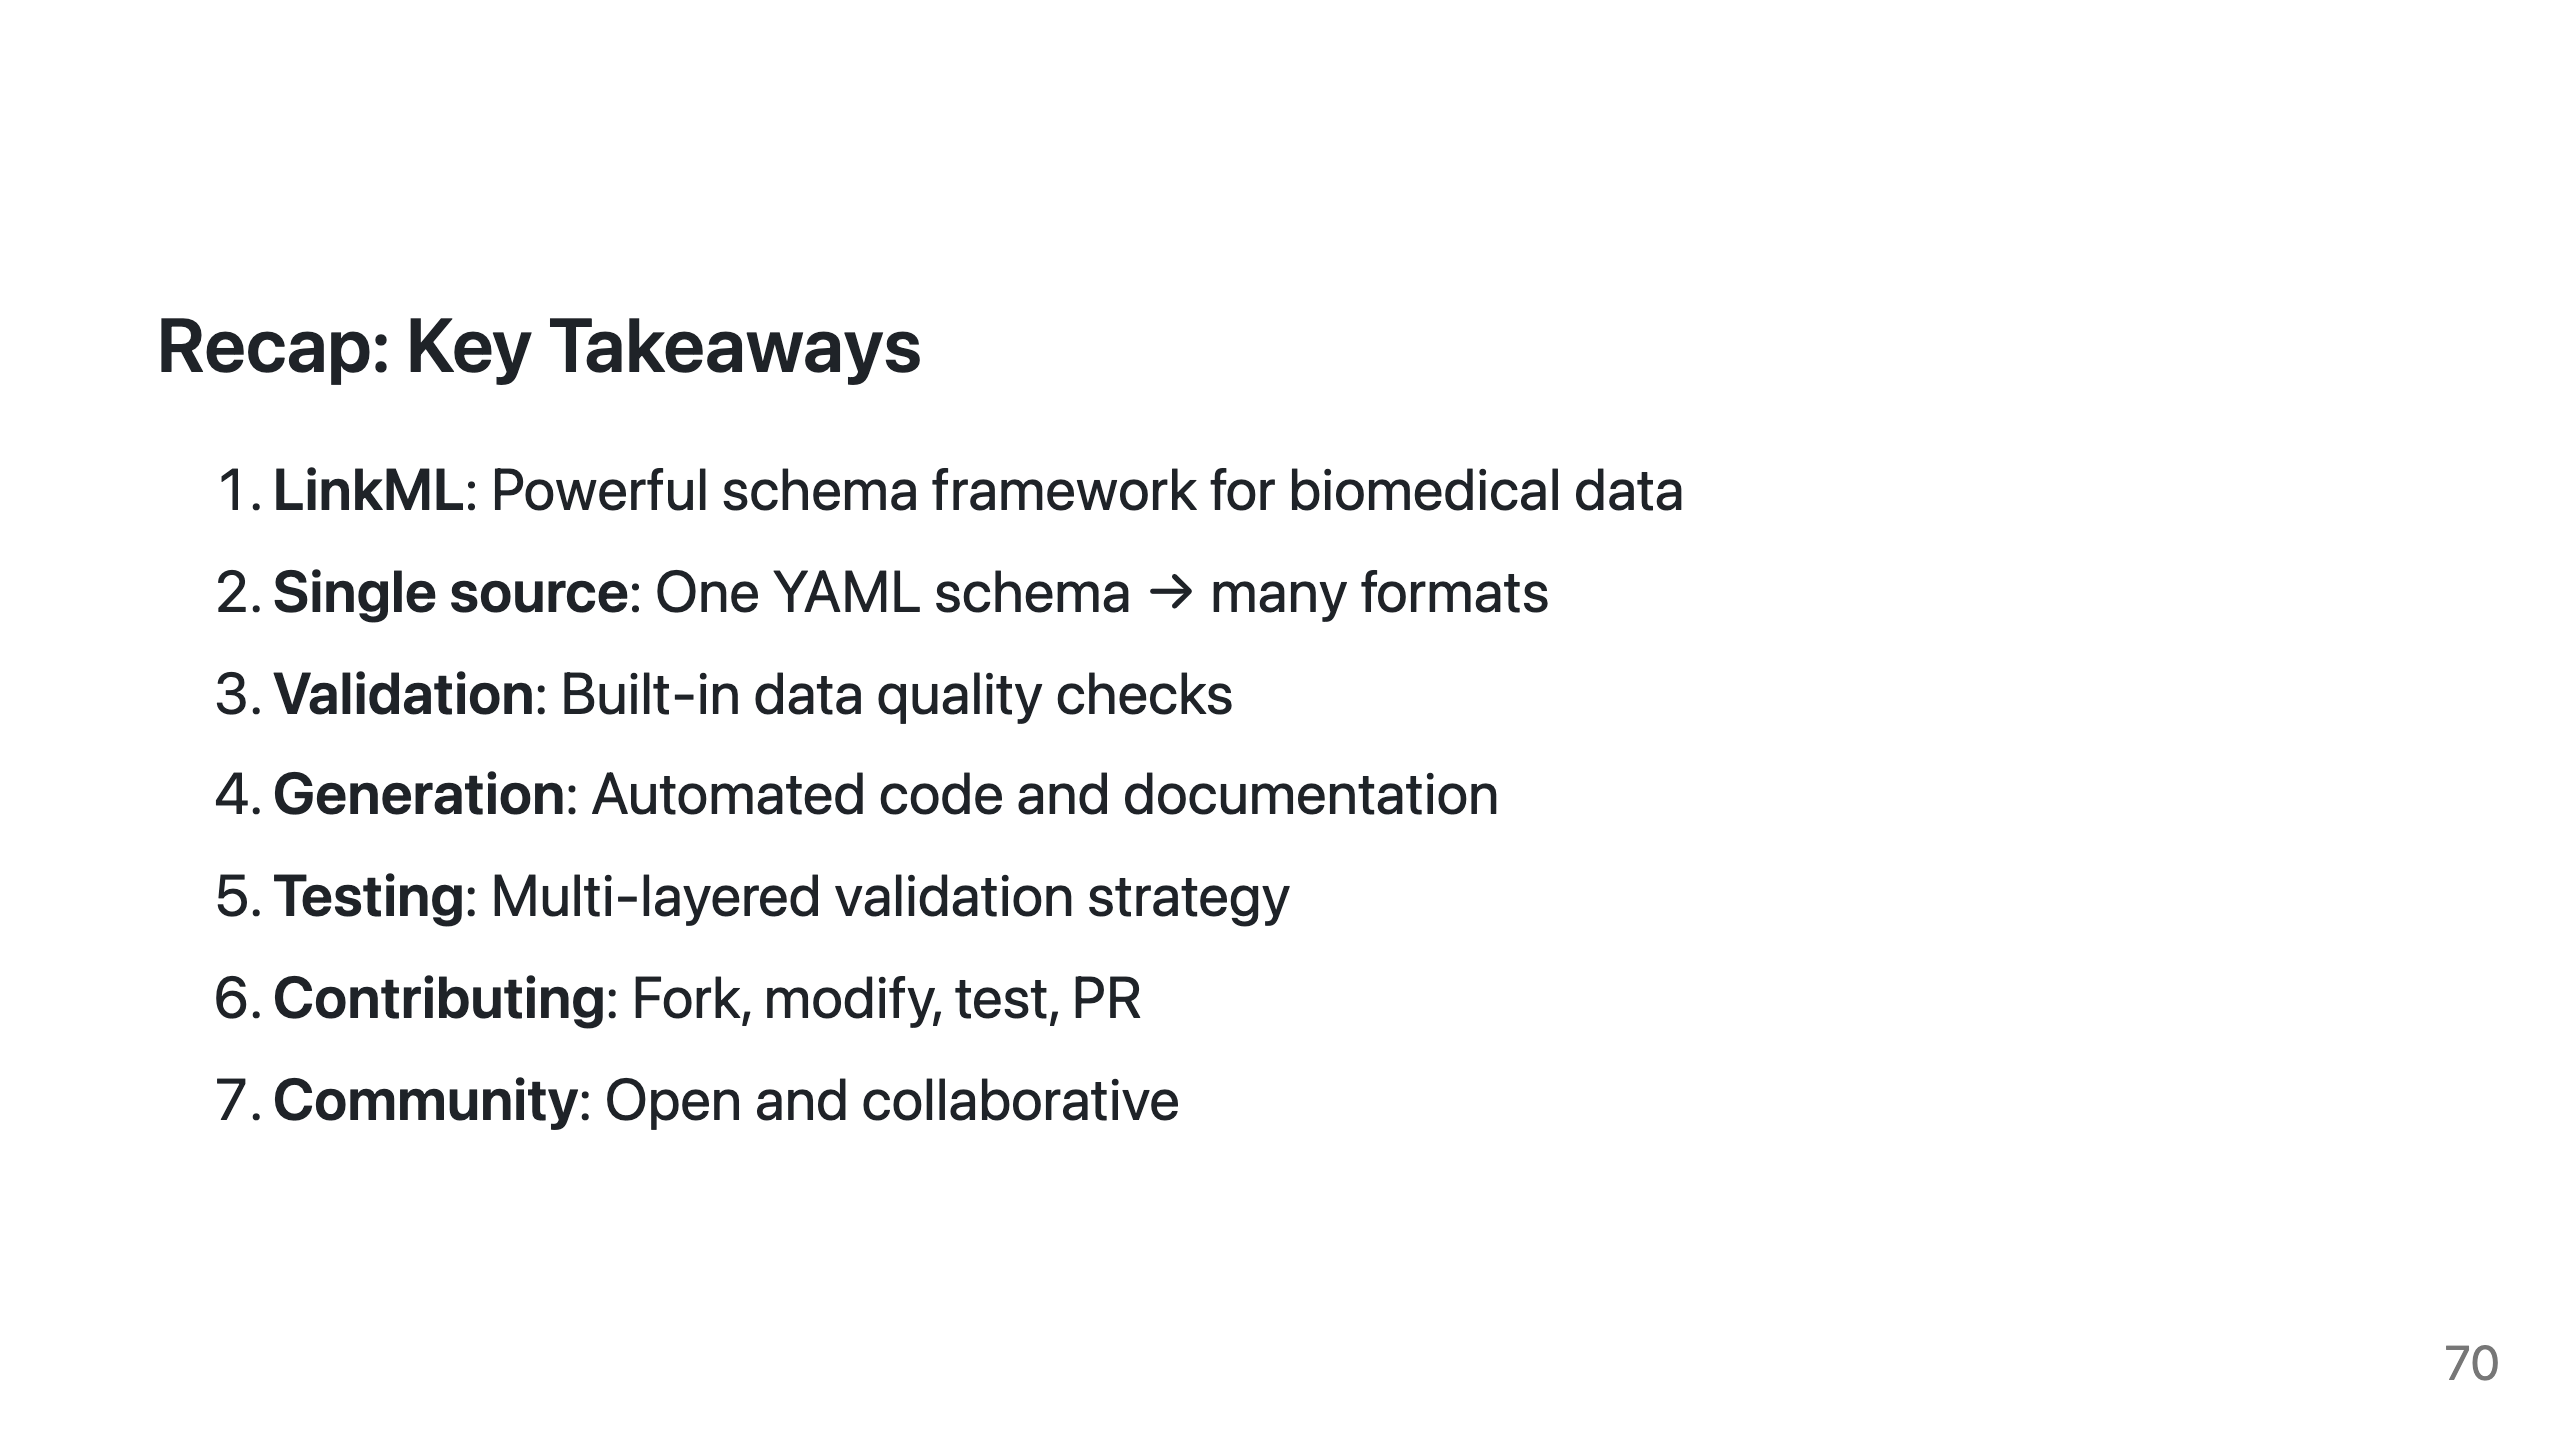 Recap: Key Takeaways
1. LinkML: Powerful schema framework for biomedical data
2. Single source: One YAML schema → many formats
3. Validation: Built-in data quality checks
4. Generation: Automated code and documentation
5. Testing: Multi-layered validation strategy
6. Contributing: Fork, modify, test, PR
7. Community: Open and collaborative
70